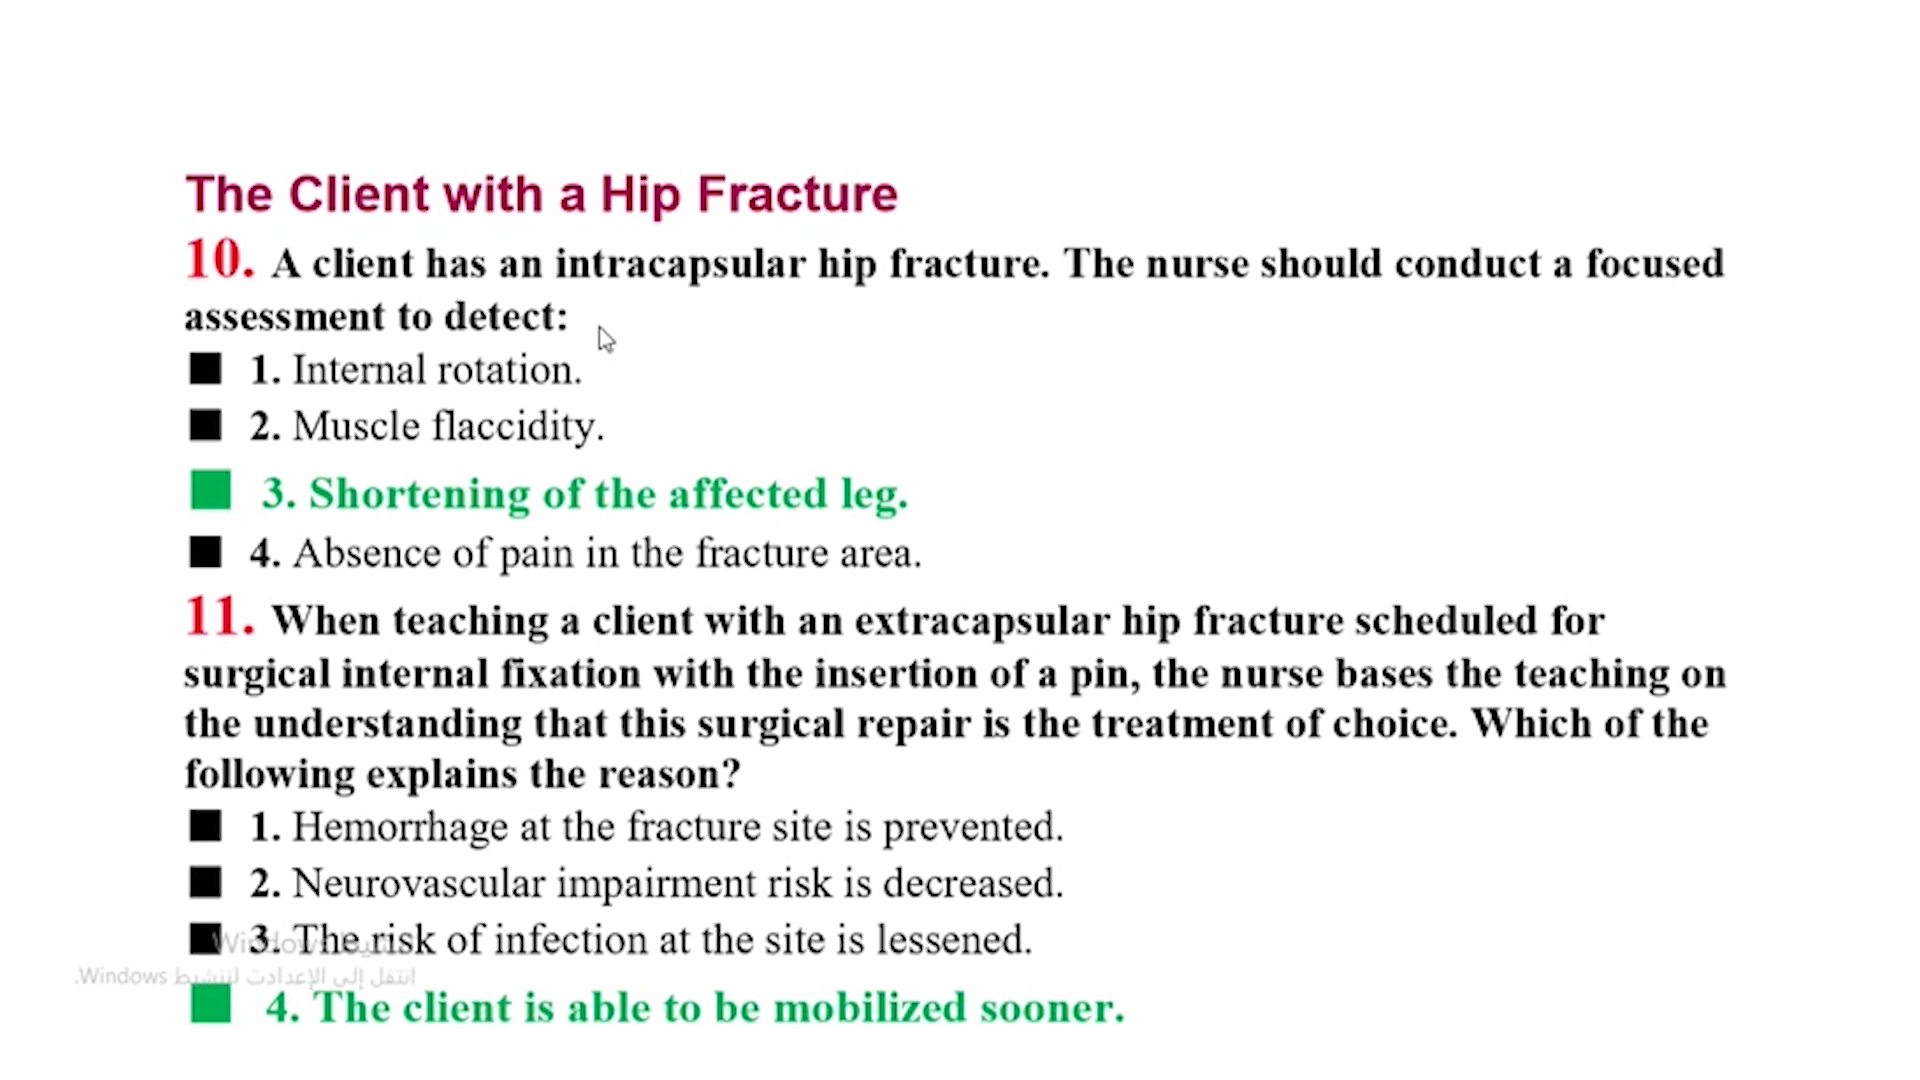 The Client with a Hip Fracture
10. A client has an intracapsular hip fracture. The nurse should conduct a focused
assessment to detect:
■ 1. Internal rotation.
■ 2. Muscle flaccidity.
■ 3. Shortening of the affected leg.
■ 4. Absence of pain in the fracture area.
11. When teaching a client with an extracapsular hip fracture scheduled for
surgical internal fixation with the insertion of a pin, the nurse bases the teaching on
the understanding that this surgical repair is the treatment of choice. Which of the
following explains the reason?
■ 1. Hemorrhage at the fracture site is prevented.
■ 2. Neurovascular impairment risk is decreased.
■ 3. The risk of infection at the site is lessened.
تنشيط Windows
انتقل إلى الإعدادات لتنشيط Windows.
■ 4. The client is able to be mobilized sooner.